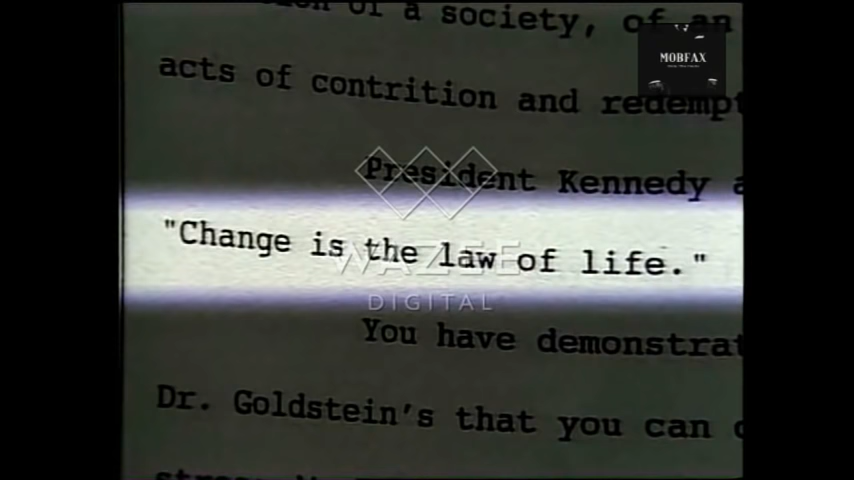 of a society, of an
MOBFAX
acts of contrition and redempt
President Kennedy a
"Change is the law of life."
WAZEE
DIGITAL
You have demonstrat
Dr. Goldstein's that you can